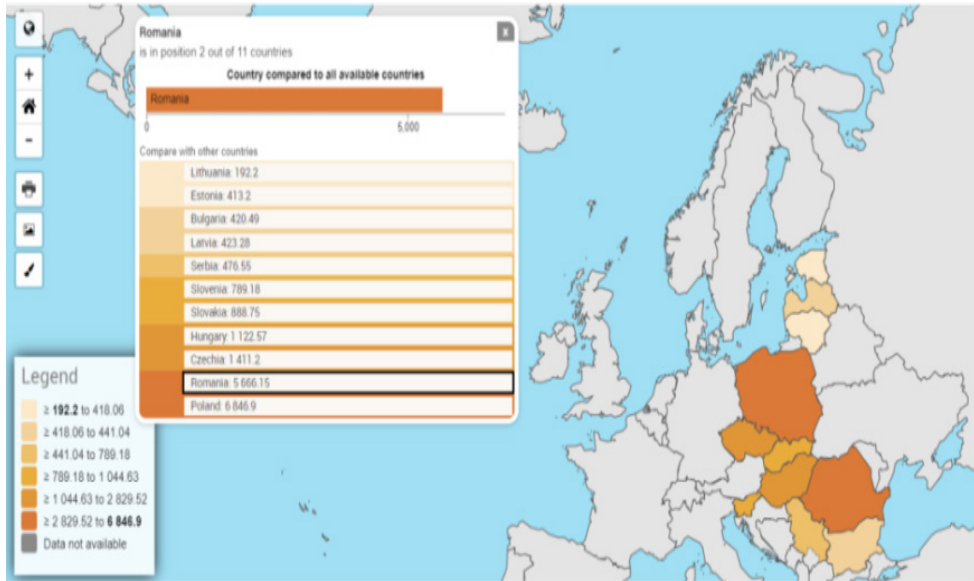 Romania
x
is in position 2 out of 11 countries
Country compared to all available countries
Romania
0 5,000
Compare with other countries
Lithuania: 192.2
Estonia: 413.2
Bulgaria: 420.49
Latvia: 423.28
Serbia: 476.55
Slovenia: 789.18
Slovakia: 888.75
Hungary: 1 122.57
Czechia: 1 411.2
Romania: 5 666.15
Poland: 6 846.9
Legend
≥ 192.2 to 418.06
≥ 418.06 to 441.04
≥ 441.04 to 789.18
≥ 789.18 to 1 044.63
≥ 1 044.63 to 2 829.52
≥ 2 829.52 to 6 846.9
Data not available